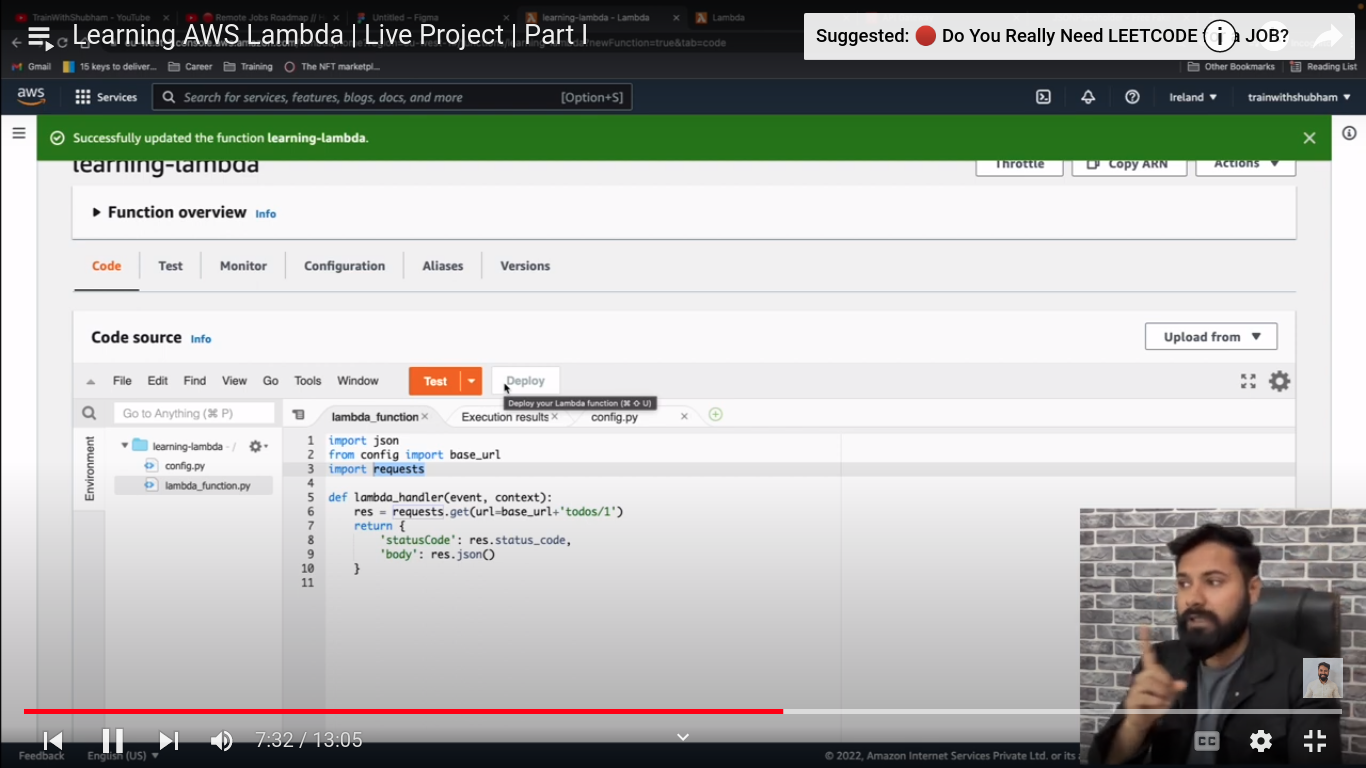 TrainWithShubham - YouTube
Remote Jobs Roadmap //
Untitled – Figma
learning-lambda - Lambda
Lambda
Learning AWS Lambda | Live Project | Part I
Suggested: 🔴 Do You Really Need LEETCODE a JOB?
newFunction=true&tab=code
Gmail
15 keys to deliver...
Career
Training
The NFT marketpl...
Other Bookmarks
Reading List
aws
Services
Search for services, features, blogs, docs, and more
[Option+S]
Ireland ▼
trainwithshubham ▼
Successfully updated the function learning-lambda.
learning-lambda
Throttle
Copy ARN
Actions ▼
Function overview Info
Code
Test
Monitor
Configuration
Aliases
Versions
Code source Info
Upload from ▼
File
Edit
Find
View
Go
Tools
Window
Test
Deploy
Deploy your Lambda function (⌘ ⇧ U)
Go to Anything (⌘ P)
lambda_function ×
Execution results ×
config.py ×
Environment
learning-lambda - /
config.py
lambda_function.py
1 import json
2 from config import base_url
3 import requests
4
5 def lambda_handler(event, context):
6 res = requests.get(url=base_url+'todos/1')
7 return {
8 'statusCode': res.status_code,
9 'body': res.json()
10 }
11
7:32 / 13:05
CC
Feedback
English (US) ▼
© 2022, Amazon Internet Services Private Ltd. or its